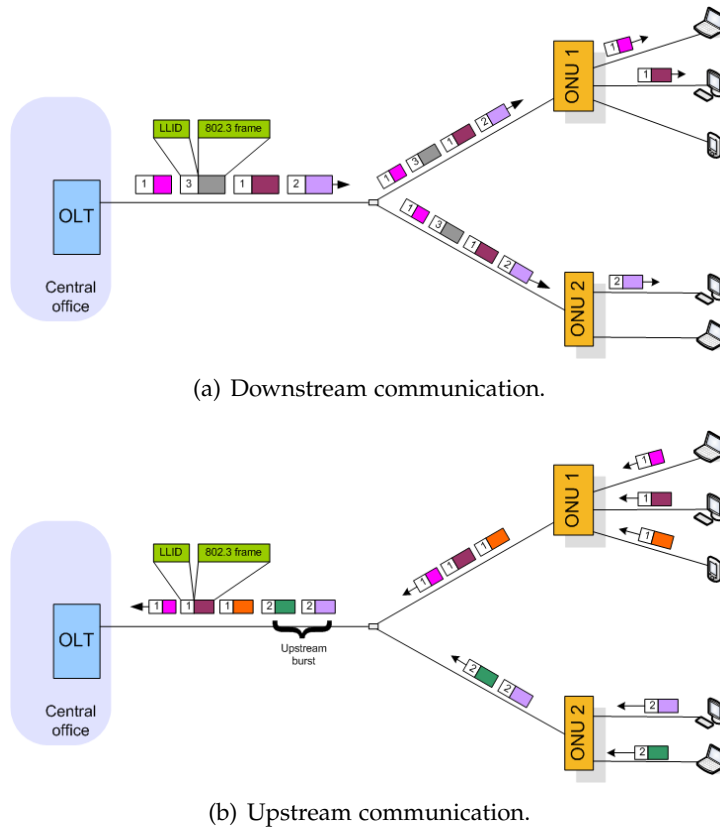 ONU 1
1
1
LLID
802.3 frame
1
3
1
2
1
3
1
2
OLT
1
3
1
2
Central
office
ONU 2
2
(a) Downstream communication.
ONU 1
1
1
1
LLID
802.3 frame
1
1
1
2
2
1
1
1
OLT
Upstream
burst
2
2
Central
office
ONU 2
2
2
(b) Upstream communication.